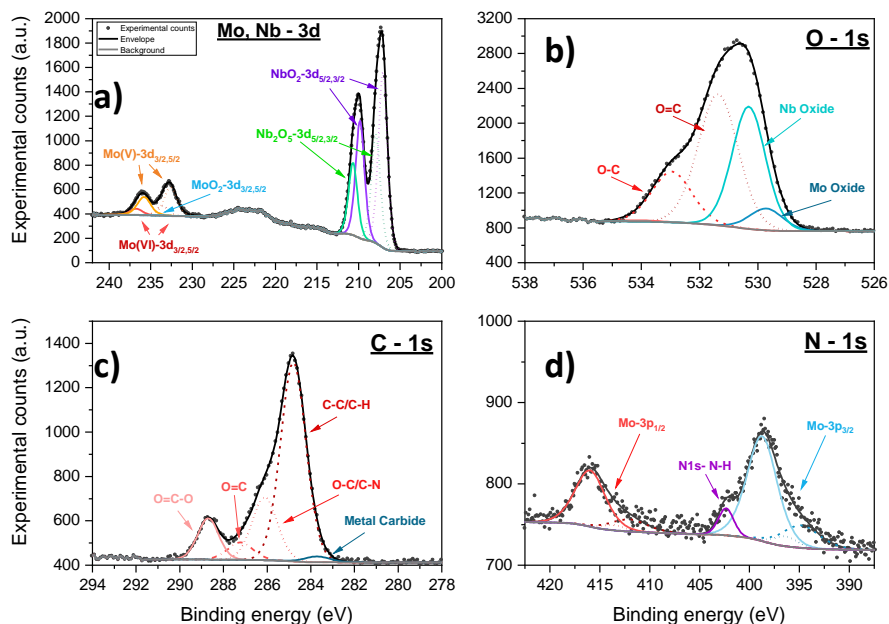 Experimental counts
Envelope
Background
Mo, Nb - 3d
a)
NbO₂-3d₅/₂,₃/₂
Nb₂O₅-3d₅/₂,₃/₂
Mo(V)-3d₃/₂,₅/₂
MoO₂-3d₃/₂,₅/₂
Mo(VI)-3d₃/₂,₅/₂
Experimental counts (a.u.)
2000
1800
1600
1400
1200
1000
800
600
400
200
0
240 235 230 225 220 215 210 205 200
b)
O - 1s
O=C
O-C
Nb Oxide
Mo Oxide
Experimental counts (a.u.)
3200
2800
2400
2000
1600
1200
800
538 536 534 532 530 528 526
c)
C - 1s
C-C/C-H
O=C-O
O=C
O-C/C-N
Metal Carbide
Experimental counts (a.u.)
1400
1200
1000
800
600
400
294 292 290 288 286 284 282 280 278
Binding energy (eV)
d)
N - 1s
Mo-3p₁/₂
N1s- N-H
Mo-3p₃/₂
1000
900
800
700
420 415 410 405 400 395 390
Binding energy (eV)